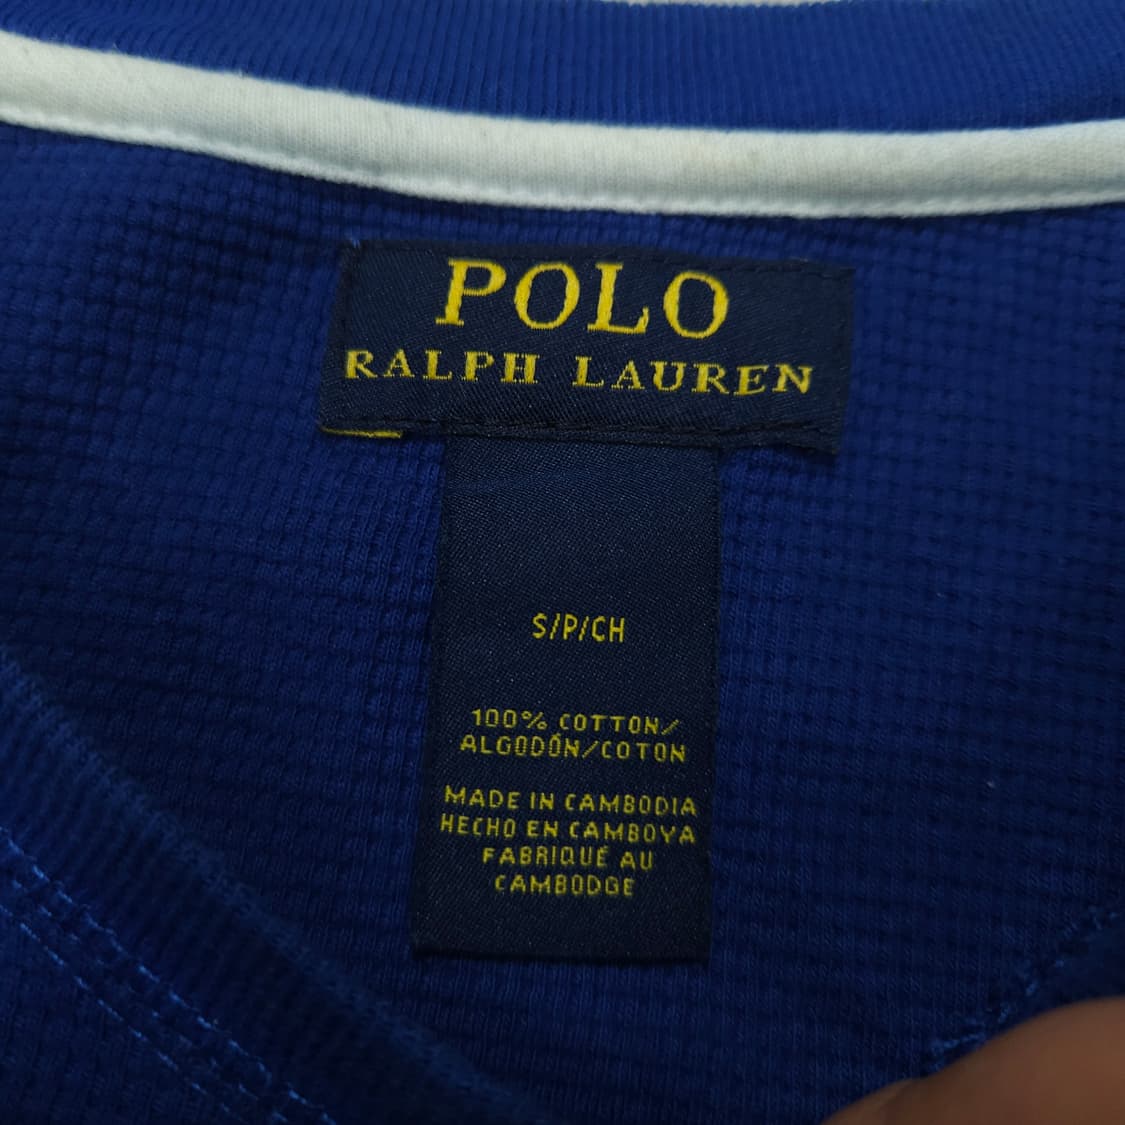 POLO
RALPH LAUREN
S/P/CH
100% COTTON/
ALGODÓN/COTON
MADE IN CAMBODIA
HECHO EN CAMBOYA
FABRIQUÉ AU
CAMBODGE